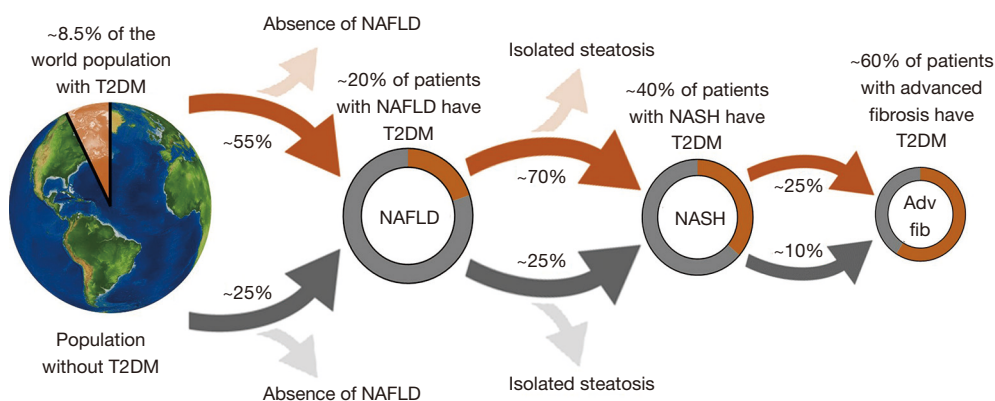 ~8.5% of the
world population
with T2DM
Absence of NAFLD
~55%
~25%
Population
without T2DM
Absence of NAFLD
~20% of patients
with NAFLD have
T2DM
NAFLD
Isolated steatosis
~70%
~25%
Isolated steatosis
~40% of patients
with NASH have
T2DM
NASH
~25%
~10%
~60% of patients
with advanced
fibrosis have
T2DM
Adv
fib